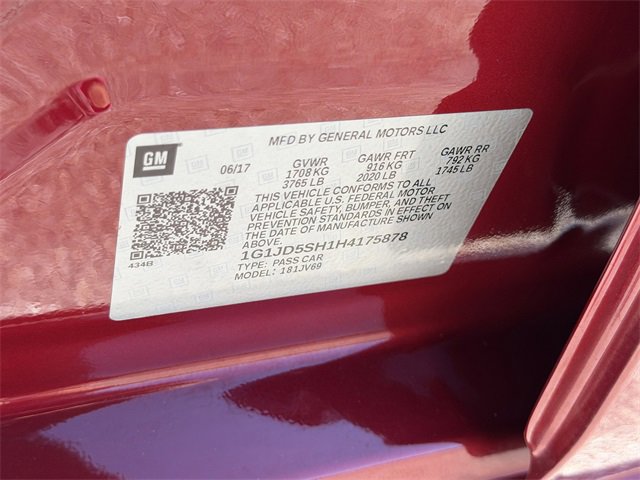 MFD BY GENERAL MOTORS LLC
GM
06/17 GVWR GAWR FRT GAWR RR
1708 KG 916 KG 792 KG
3765 LB 2020 LB 1745 LB
THIS VEHICLE CONFORMS TO ALL
APPLICABLE U.S. FEDERAL MOTOR
VEHICLE SAFETY, BUMPER, AND THEFT
PREVENTION STANDARDS IN EFFECT ON
THE DATE OF MANUFACTURE SHOWN
ABOVE.
434B
1G1JD5SH1H4175878
TYPE: PASS CAR
MODEL: 181JV69